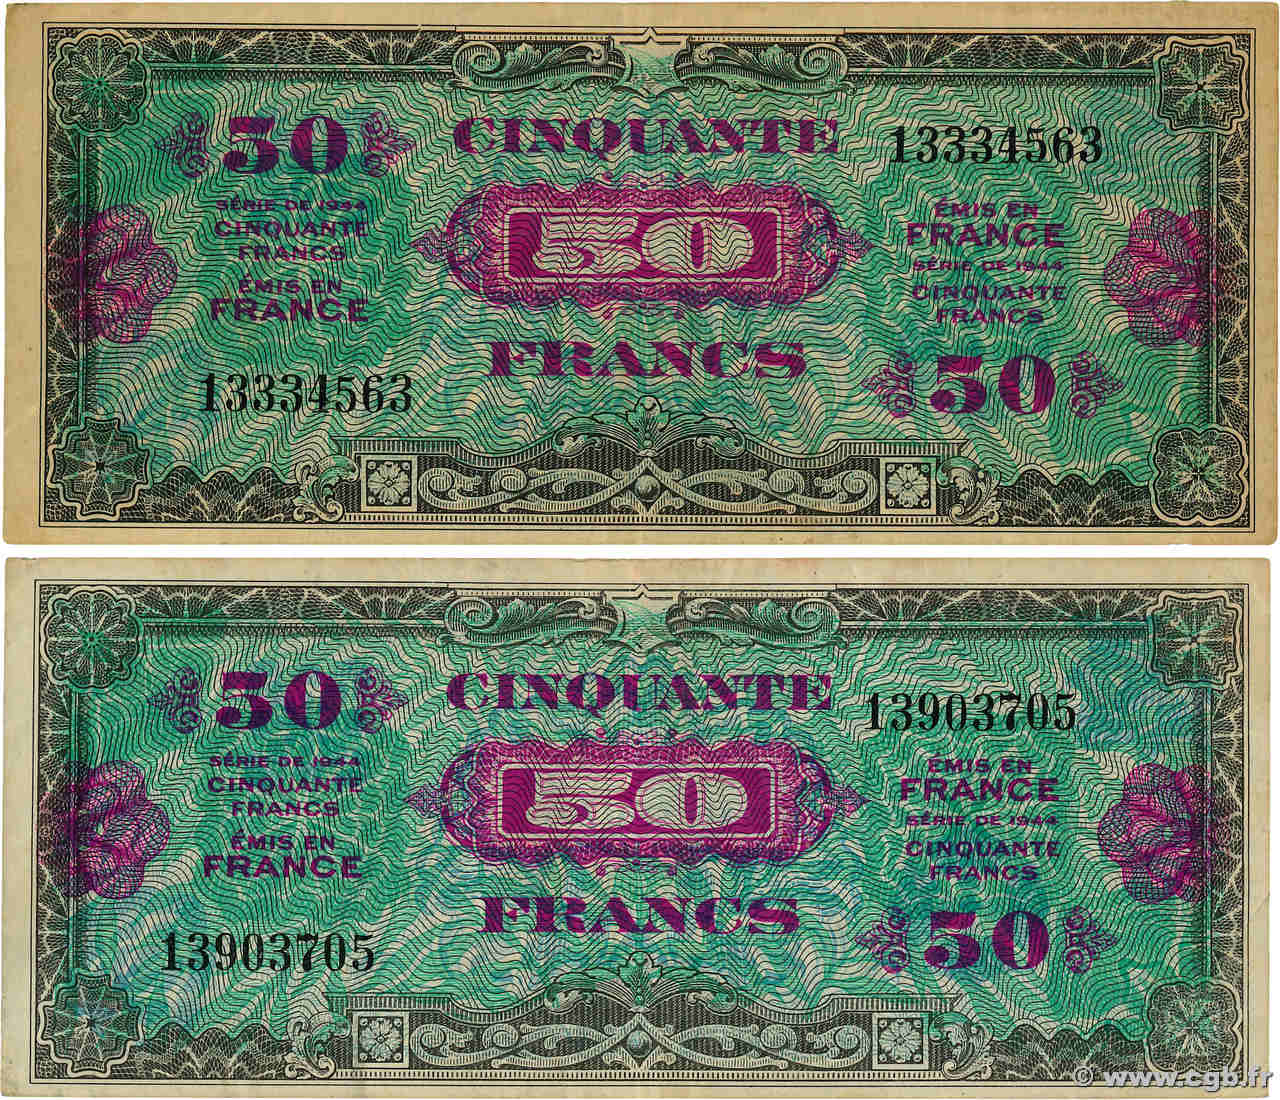 50
CINQUANTE
13334563
SÉRIE DE 1944
CINQUANTE
FRANCS
ÉMIS EN
FRANCE
50
ÉMIS EN
FRANCE
SÉRIE DE 1944
CINQUANTE
FRANCS
FRANCS
13334563
50
50
CINQUANTE
13903705
SÉRIE DE 1944
CINQUANTE
FRANCS
ÉMIS EN
FRANCE
50
ÉMIS EN
FRANCE
SÉRIE DE 1944
CINQUANTE
FRANCS
FRANCS
13903705
50
© www.cgb.fr